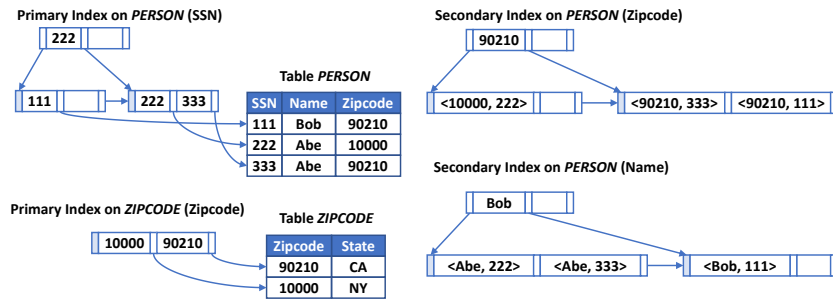 Primary Index on PERSON (SSN)
222
111
222 333
Table PERSON
SSN Name Zipcode
111 Bob 90210
222 Abe 10000
333 Abe 90210
Secondary Index on PERSON (Zipcode)
90210
<10000, 222>
<90210, 333> <90210, 111>
Primary Index on ZIPCODE (Zipcode)
10000 90210
Table ZIPCODE
Zipcode State
90210 CA
10000 NY
Secondary Index on PERSON (Name)
Bob
<Abe, 222> <Abe, 333>
<Bob, 111>